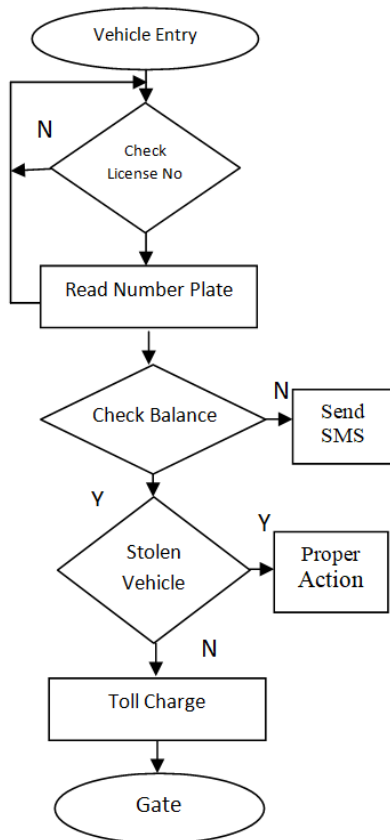 Vehicle Entry
N
Check
License No
Read Number Plate
Check Balance
N
Send
SMS
Y
Stolen
Vehicle
Y
Proper
Action
N
Toll Charge
Gate